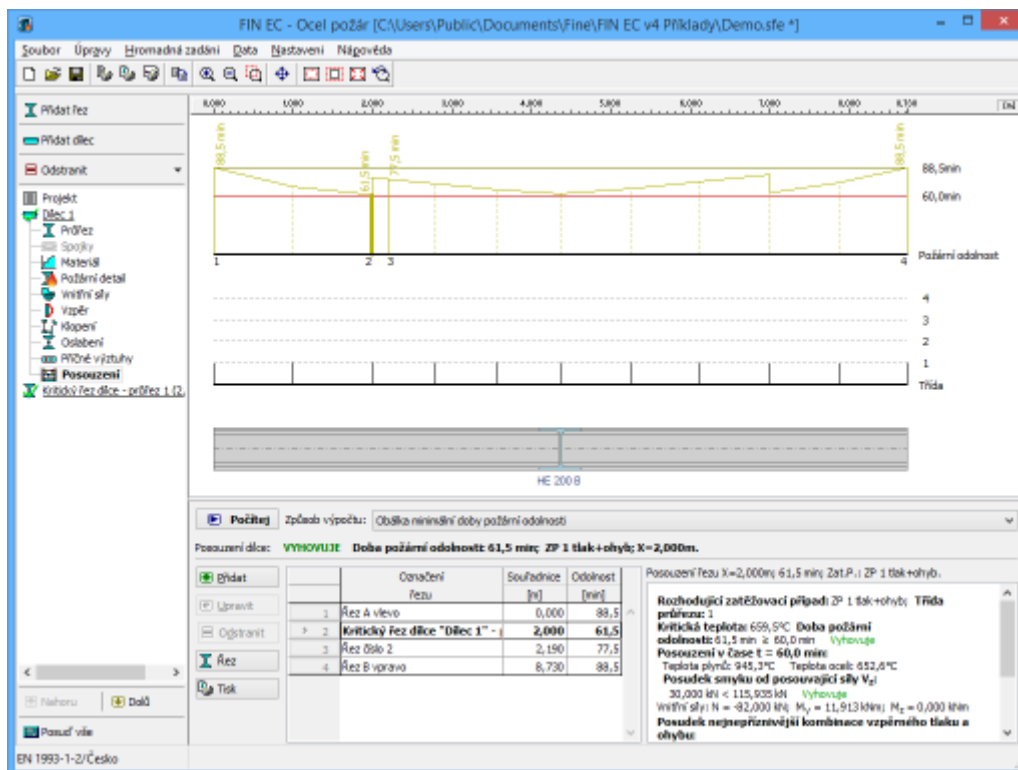 FIN EC - Ocel požár [C:\Users\Public\Documents\Fine\FIN EC v4 Příklady\Demo.sfe *]
Soubor Úpravy Hromadná zadání Data Nastavení Nápověda
Přidat řez
Přidat dílec
Odstranit
Projekt
Dílec 1
Průřez
Spojky
Materiál
Požární detail
Vnitřní síly
Vzpěr
Klopení
Oslabení
Příčné výztuhy
Posouzení
Kritický řez dílce - průřez 1 (2,
Nahoru Dolů
Posuď vše
0,000 1,000 2,000 3,000 4,000 5,000 6,000 7,000 8,000 8,730 [m]
88,5 min 61,5 min 77,5 min 88,5 min
88,5min
60,0min
1 2 3 4
Požární odolnost
4
3
2
1
Třída
HE 200 B
Počítej Způsob výpočtu: Obálka minimální doby požární odolnosti
Posouzení dílce: VYHOVUJE Doba požární odolnosti: 61,5 min; ZP 1 tlak+ohyb; X=2,000m.
Přidat
Upravit
Odstranit
Řez
Tisk
Označení řezu Souřadnice [m] Odolnost [min]
1 Řez A vlevo 0,000 88,5
2 Kritický řez dílce "Dílec 1" - 2,000 61,5
3 Řez číslo 2 2,190 77,5
4 Řez B vpravo 8,730 88,5
Posouzení řezu X=2,000m; 61,5 min; Zat.P.: ZP 1 tlak+ohyb.
Rozhodující zatěžovací případ: ZP 1 tlak+ohyb; Třída
průřezu: 1
Kritická teplota: 659,5°C Doba požární
odolnosti: 61,5 min ≥ 60,0 min Vyhovuje
Posouzení v čase t = 60,0 min:
Teplota plynů: 945,3°C Teplota oceli: 652,6°C
Posudek smyku od posouvající síly Vz:
30,000 kN < 115,935 kN Vyhovuje
Vnitřní síly: N = -82,000 kN; My = 11,913 kNm; Mz = 0,000 kNm
Posudek nejnepříznivější kombinace vzpěrného tlaku a
ohybu:
EN 1993-1-2/Česko